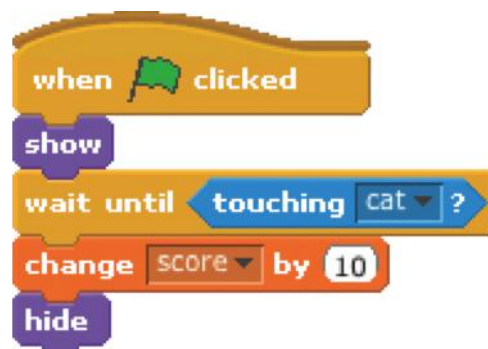 when clicked
show
wait until touching cat ?
change score by 10
hide